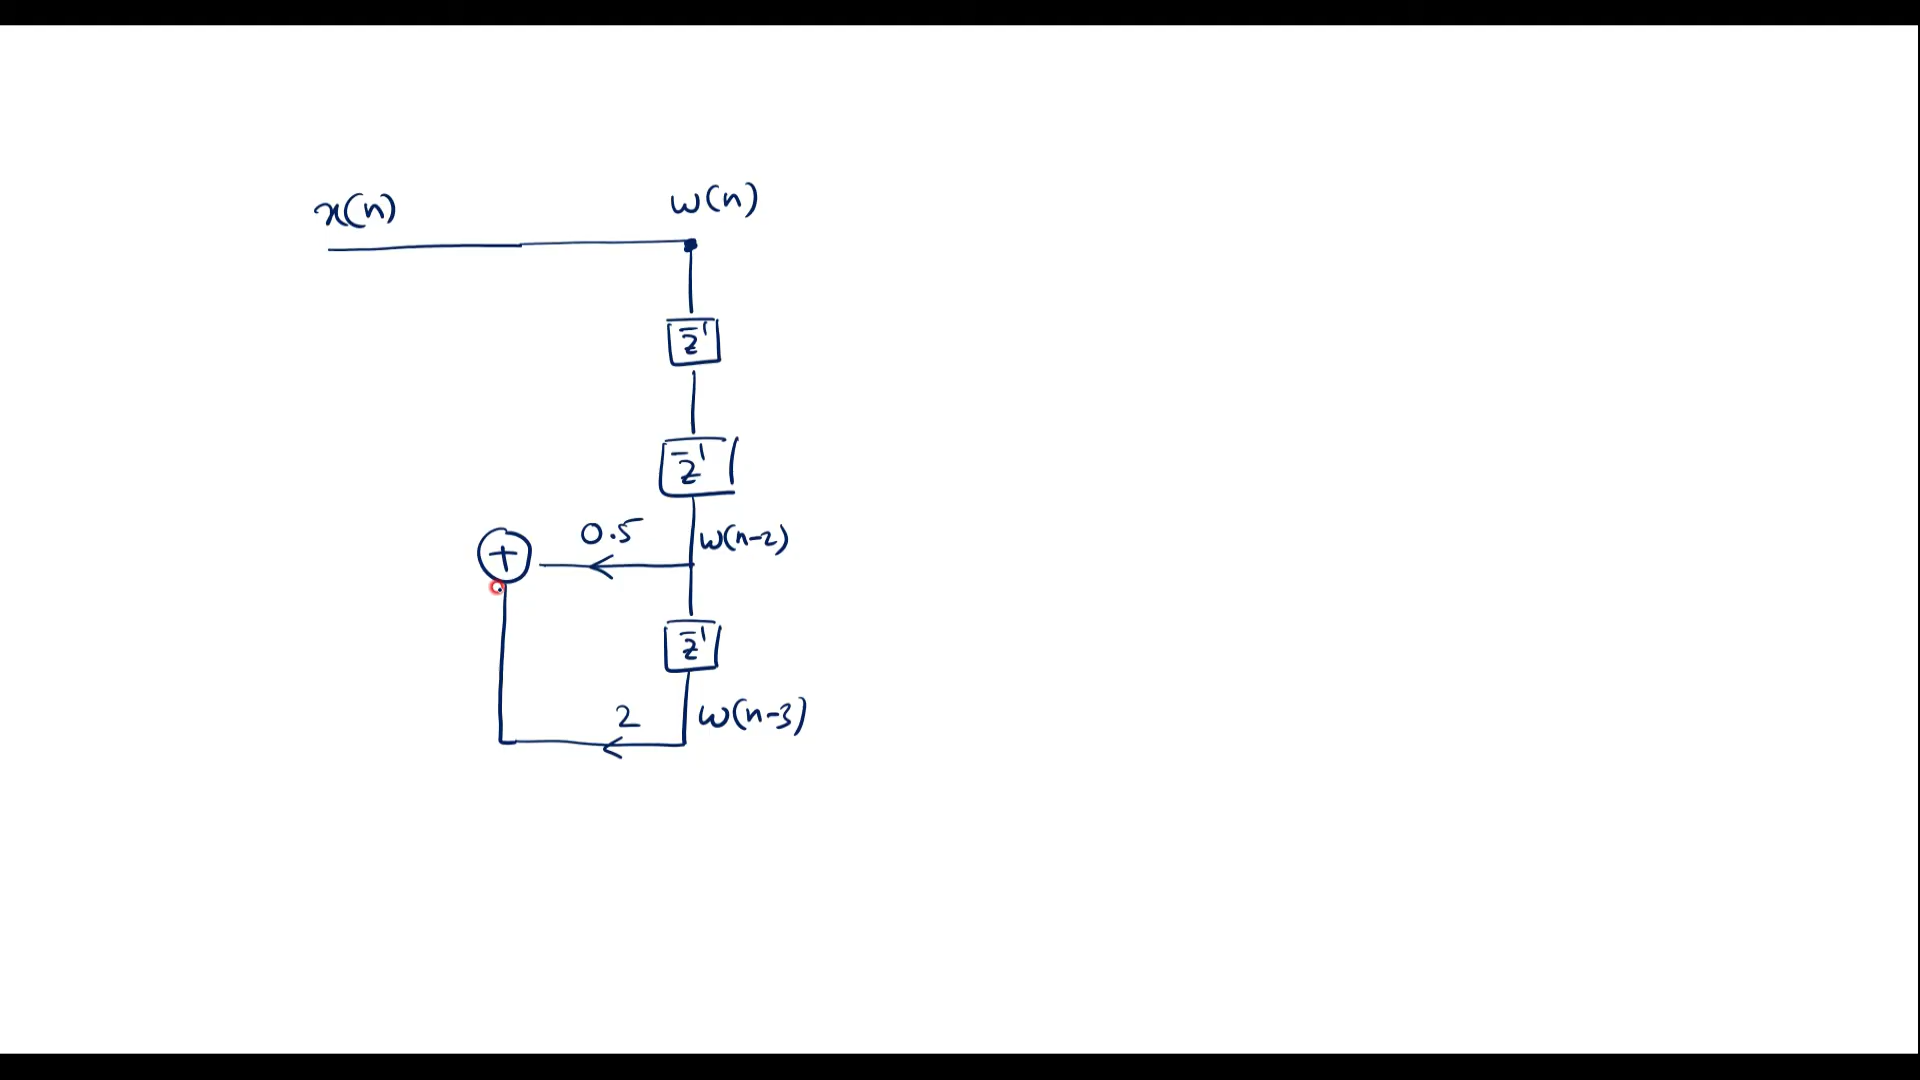 x(n)
w(n)
z⁻¹
z⁻¹
0.5
w(n-2)
+
z⁻¹
2
w(n-3)